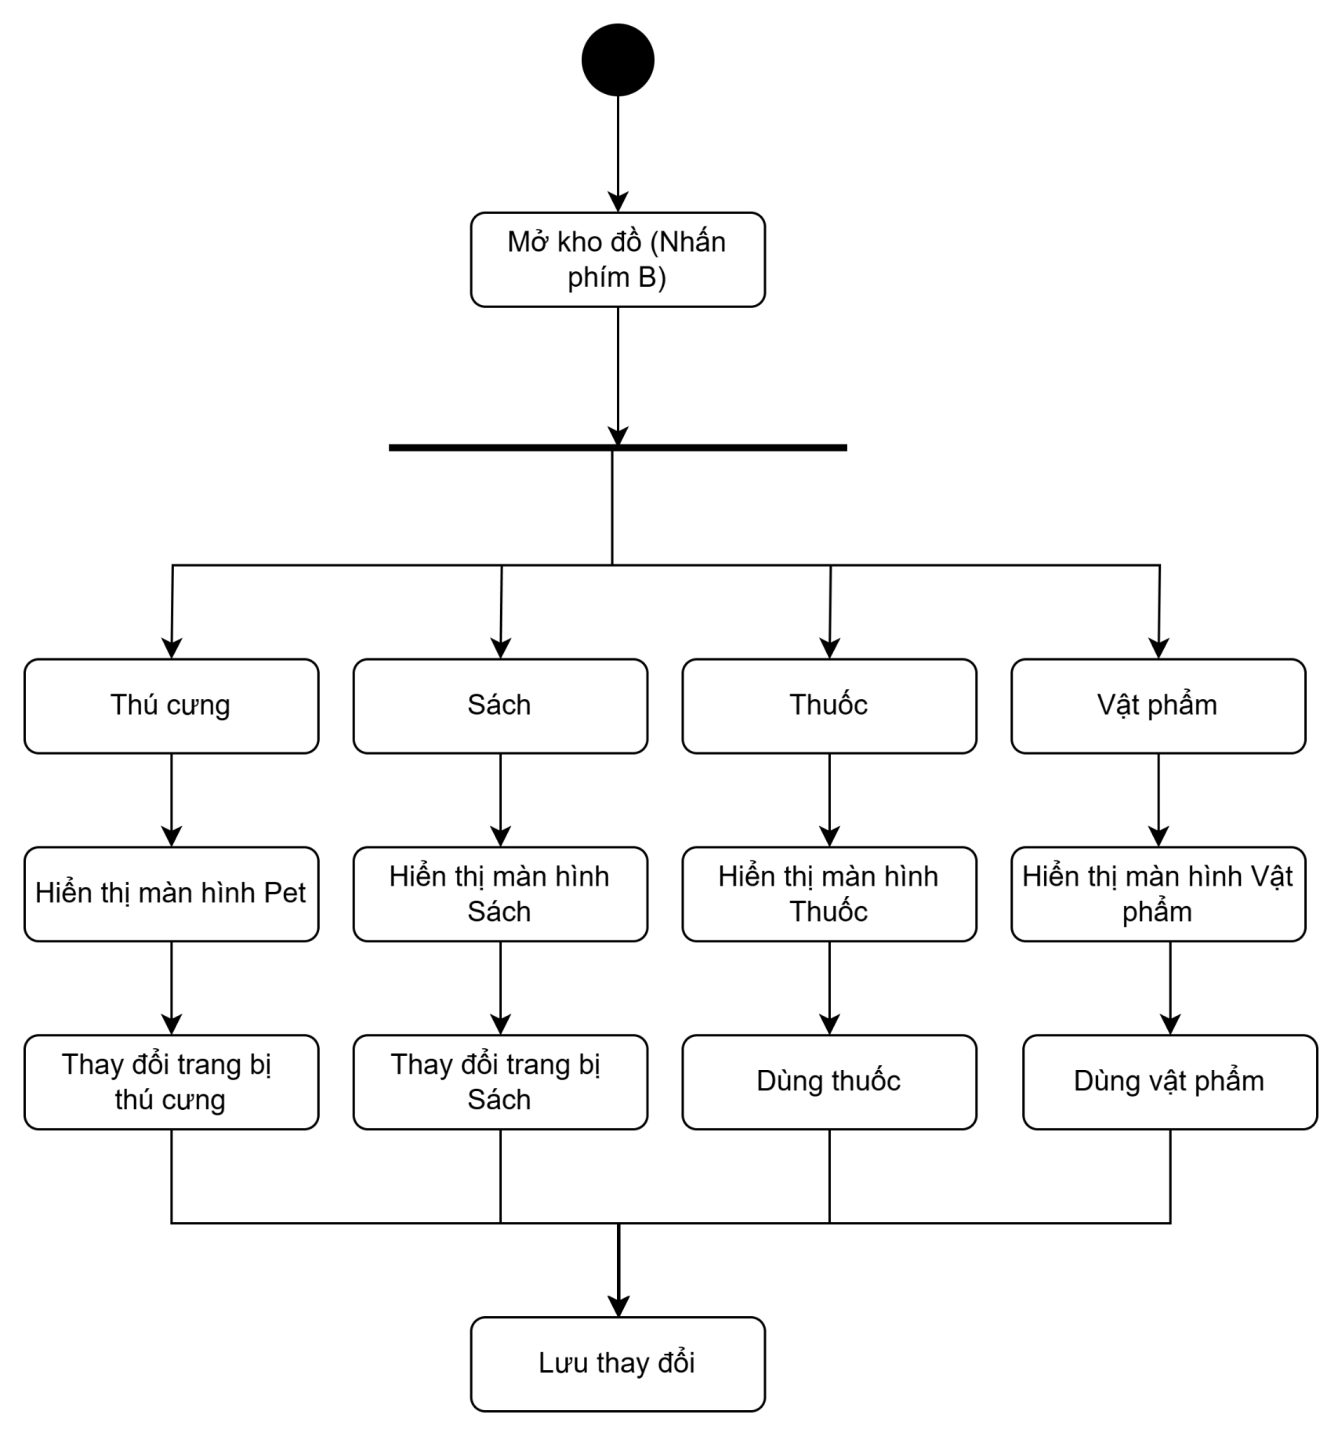 Mở kho đồ (Nhấn
phím B)
Thú cưng
Sách
Thuốc
Vật phẩm
Hiển thị màn hình Pet
Hiển thị màn hình
Sách
Hiển thị màn hình
Thuốc
Hiển thị màn hình Vật
phẩm
Thay đổi trang bị
thú cưng
Thay đổi trang bị
Sách
Dùng thuốc
Dùng vật phẩm
Lưu thay đổi